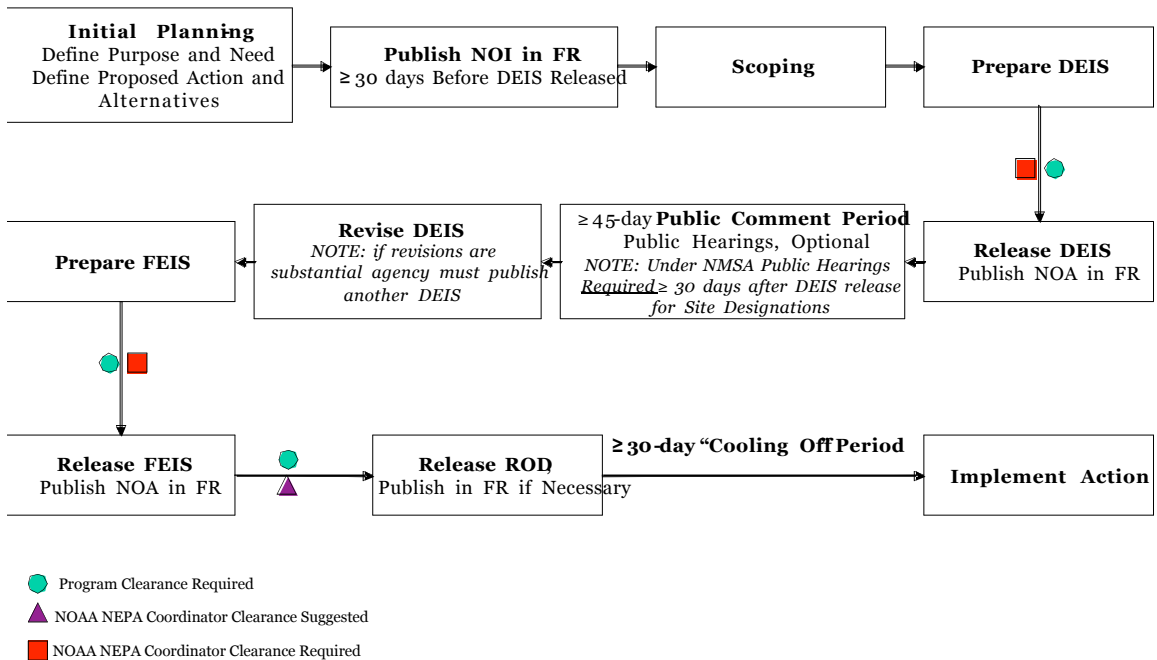 Initial Planning
Define Purpose and Need
Define Proposed Action and
Alternatives
Publish NOI in FR
≥ 30 days Before DEIS Released
Scoping
Prepare DEIS
Release DEIS
Publish NOA in FR
≥ 45-day Public Comment Period
Public Hearings, Optional
NOTE: Under NMSA Public Hearings
Required ≥ 30 days after DEIS release
for Site Designations
Revise DEIS
NOTE: if revisions are
substantial agency must publish
another DEIS
Prepare FEIS
Release FEIS
Publish NOA in FR
Release ROD,
Publish in FR if Necessary
≥ 30-day “Cooling Off Period
Implement Action
Program Clearance Required
NOAA NEPA Coordinator Clearance Suggested
NOAA NEPA Coordinator Clearance Required